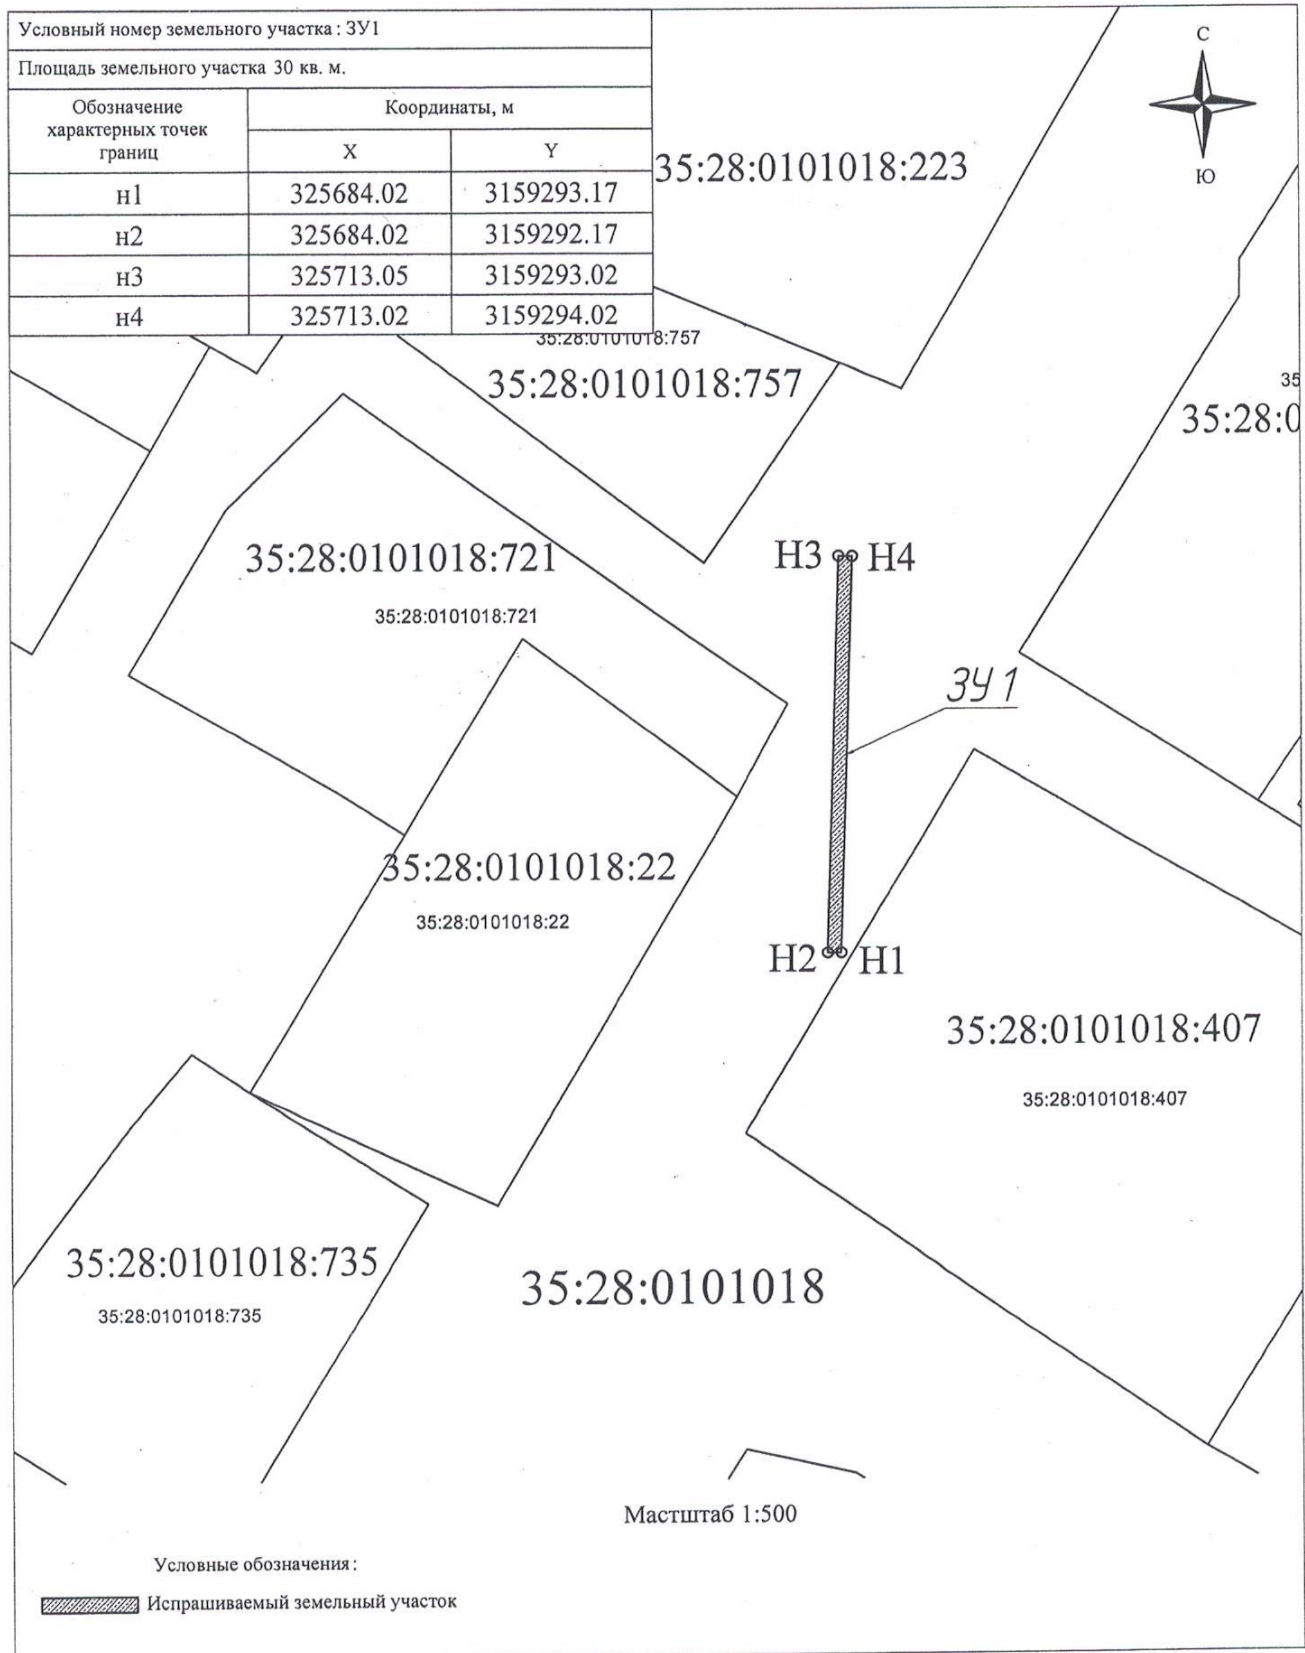 Условный номер земельного участка : ЗУ1
Площадь земельного участка 30 кв. м.
Обозначение характерных точек границ
Координаты, м
X Y
н1 325684.02 3159293.17
н2 325684.02 3159292.17
н3 325713.05 3159293.02
н4 325713.02 3159294.02
С
Ю
35:28:0101018:223
35:28:0101018:757
35:28:0101018:757
35
35:28:0
35:28:0101018:721
35:28:0101018:721
Н3 Н4
ЗУ 1
35:28:0101018:22
35:28:0101018:22
Н2 Н1
35:28:0101018:407
35:28:0101018:407
35:28:0101018:735
35:28:0101018:735
35:28:0101018
Мастштаб 1:500
Условные обозначения :
Испрашиваемый земельный участок